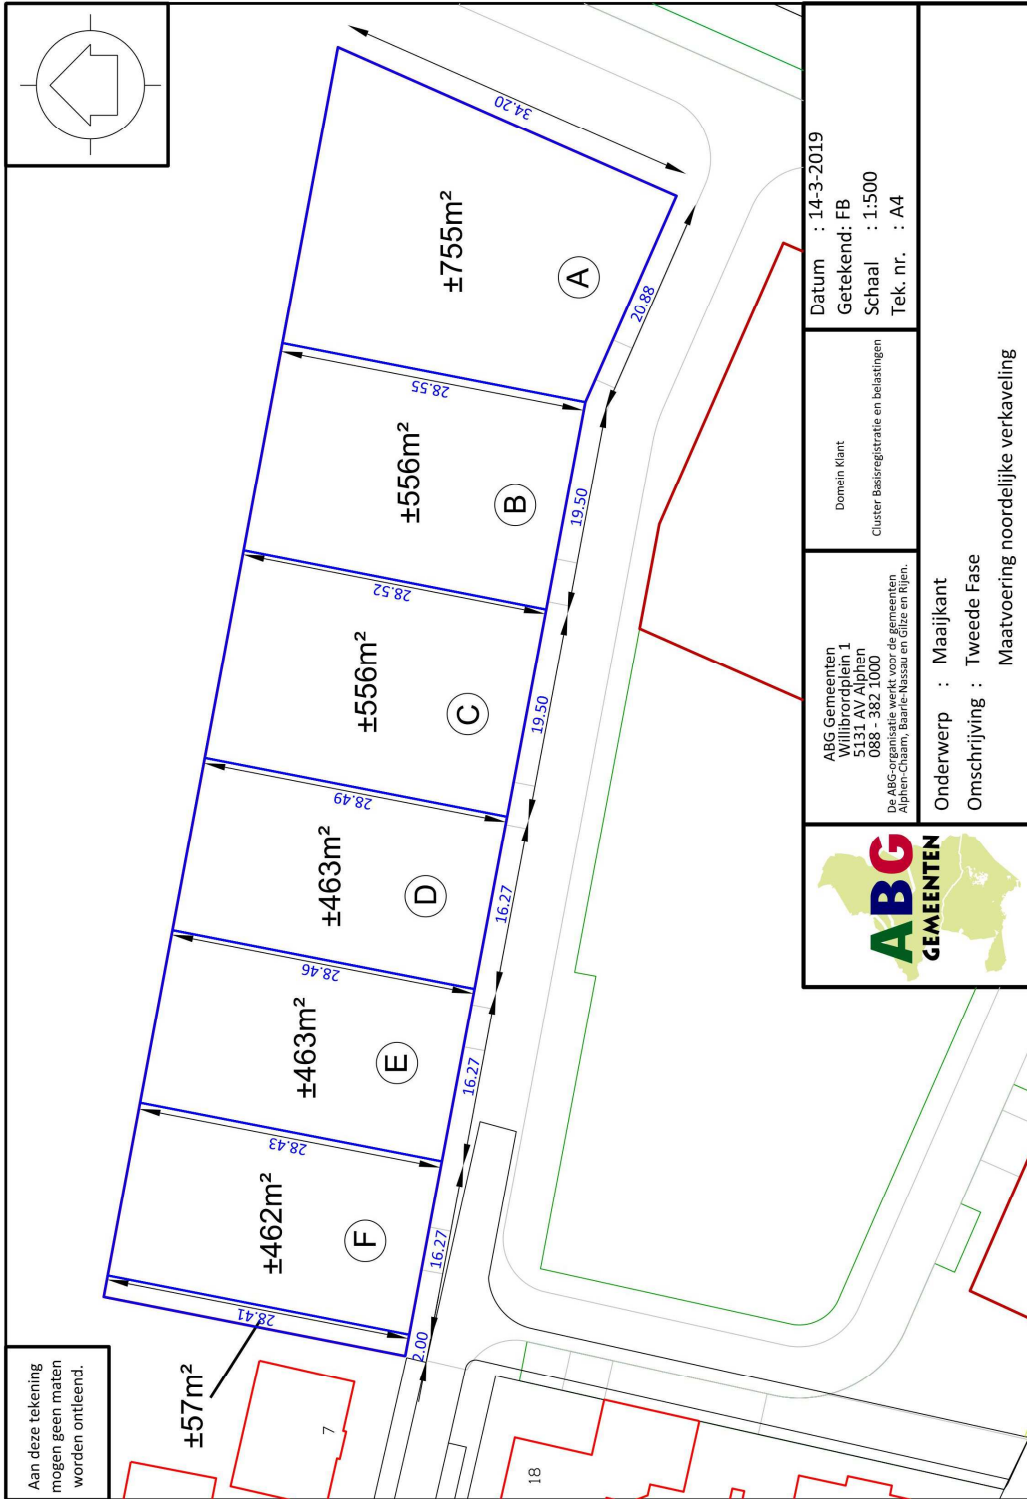 Aan deze tekening
mogen geen maten
worden ontleend.
±57m²
28.41
±462m²
F
2.00
16.27
28.43
±463m²
E
16.27
28.46
±463m²
D
16.27
28.49
±556m²
C
19.50
28.52
±556m²
B
19.50
28.55
±755m²
A
20.88
34.20
7
18
ABG
GEMEENTEN
ABG Gemeenten
Willibrordplein 1
5131 AV Alphen
088 - 382 1000
De ABG-organisatie werkt voor de gemeenten
Alphen-Chaam, Baarle-Nassau en Gilze en Rijen.
Domein Klant
Cluster Basisregistratie en belastingen
Datum : 14-3-2019
Getekend: FB
Schaal : 1:500
Tek. nr. : A4
Onderwerp : Maaijkant
Omschrijving : Tweede Fase
Maatvoering noordelijke verkaveling